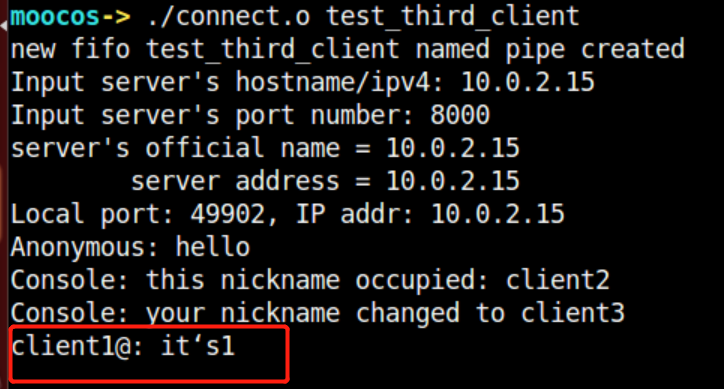 moocos-> ./connect.o test_third_client
new fifo test_third_client named pipe created
Input server's hostname/ipv4: 10.0.2.15
Input server's port number: 8000
server's official name = 10.0.2.15
        server address = 10.0.2.15
Local port: 49902, IP addr: 10.0.2.15
Anonymous: hello
Console: this nickname occupied: client2
Console: your nickname changed to client3
client1@: it‘s1